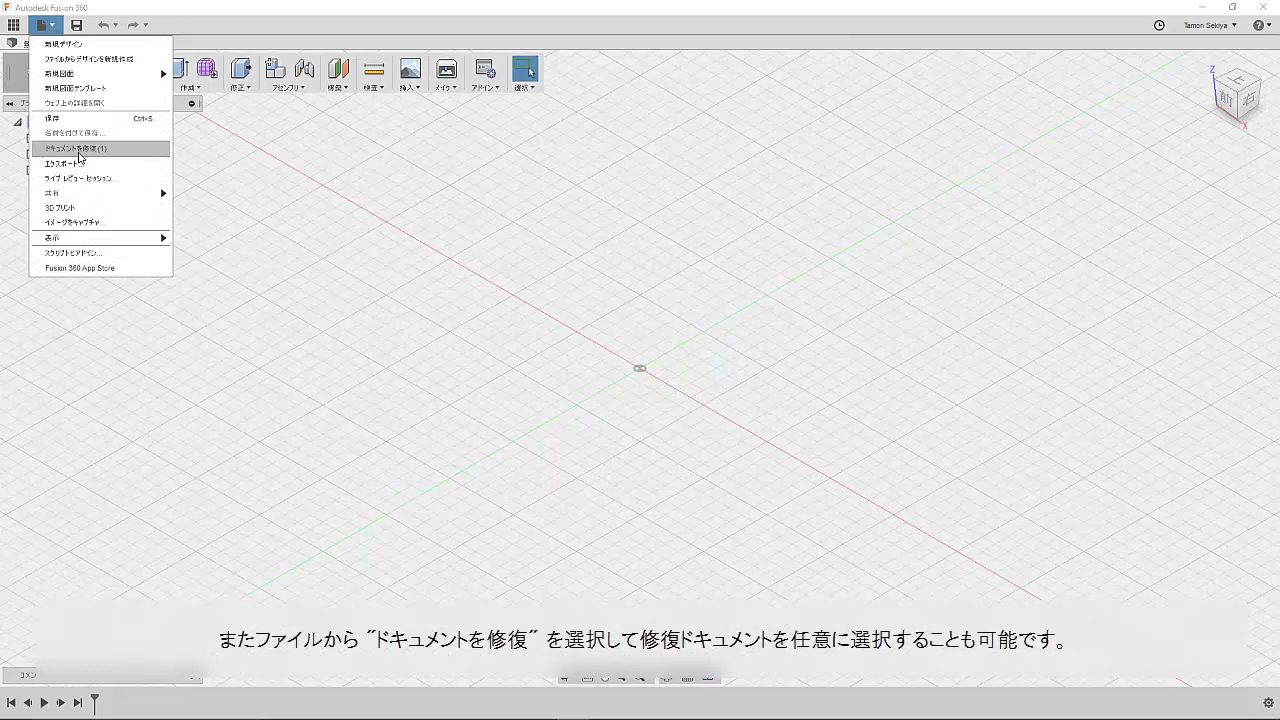 Autodesk Fusion 360
Tamon Sekiya
新規デザイン
ファイルからデザインを新規作成
新規図面
新規図面テンプレート
ウェブ上の詳細を開く
保存 Ctrl+S
名前を付けて保存...
ドキュメントを修復 (1)
エクスポート...
ライブ レビュー セッション...
共有
3D プリント
イメージをキャプチャ...
表示
スクリプトとアドイン...
Fusion 360 App Store
作成 修正 アセンブリ 構築 検査 挿入 メイク アドイン 選択
Z
上
前 右
X
またファイルから "ドキュメントを修復" を選択して修復ドキュメントを任意に選択することも可能です。
コメン